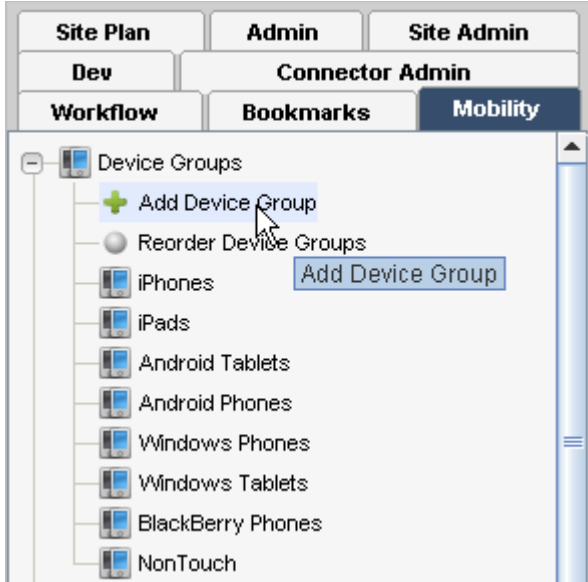 Site Plan Admin Site Admin
Dev Connector Admin
Workflow Bookmarks Mobility
Device Groups
Add Device Group
Reorder Device Groups
Add Device Group
iPhones
iPads
Android Tablets
Android Phones
Windows Phones
Windows Tablets
BlackBerry Phones
NonTouch